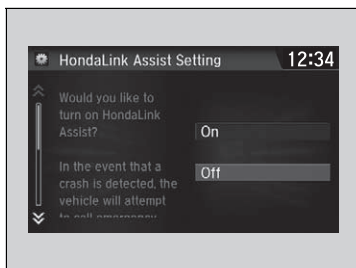 HondaLink Assist Setting
12:34
Would you like to
turn on HondaLink
Assist?
On
In the event that a
crash is detected, the
vehicle will attempt
Off